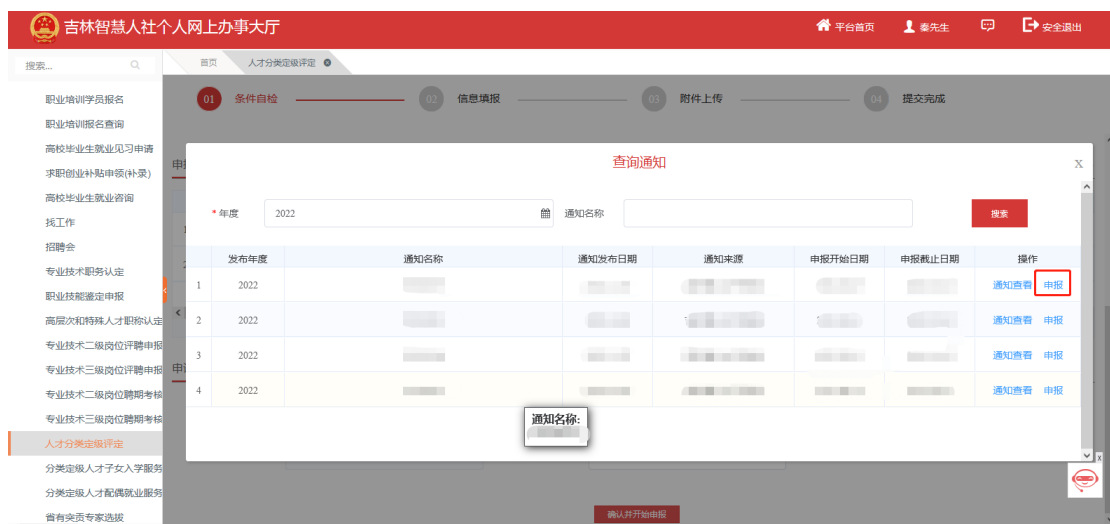 吉林智慧人社个人网上办事大厅
平台首页 秦先生 安全退出
搜索...
首页 人才分类定级评定
01 条件自检 02 信息填报 03 附件上传 04 提交完成
职业培训学员报名
职业培训报名查询
高校毕业生就业见习申请
求职创业补贴申领(补录)
高校毕业生就业咨询
找工作
招聘会
专业技术职务认定
职业技能鉴定申报
高层次和特殊人才职称认定
专业技术二级岗位评聘申报
专业技术三级岗位评聘申报
专业技术二级岗位聘期考核
专业技术三级岗位聘期考核
人才分类定级评定
分类定级人才子女入学服务
分类定级人才配偶就业服务
省有突贡专家选拔
查询通知 X
* 年度 2022 通知名称 搜索
发布年度 通知名称 通知发布日期 通知来源 申报开始日期 申报截止日期 操作
1 2022 通知查看 申报
2 2022 通知查看 申报
3 2022 通知查看 申报
4 2022 通知查看 申报
通知名称:
x
确认并开始申报